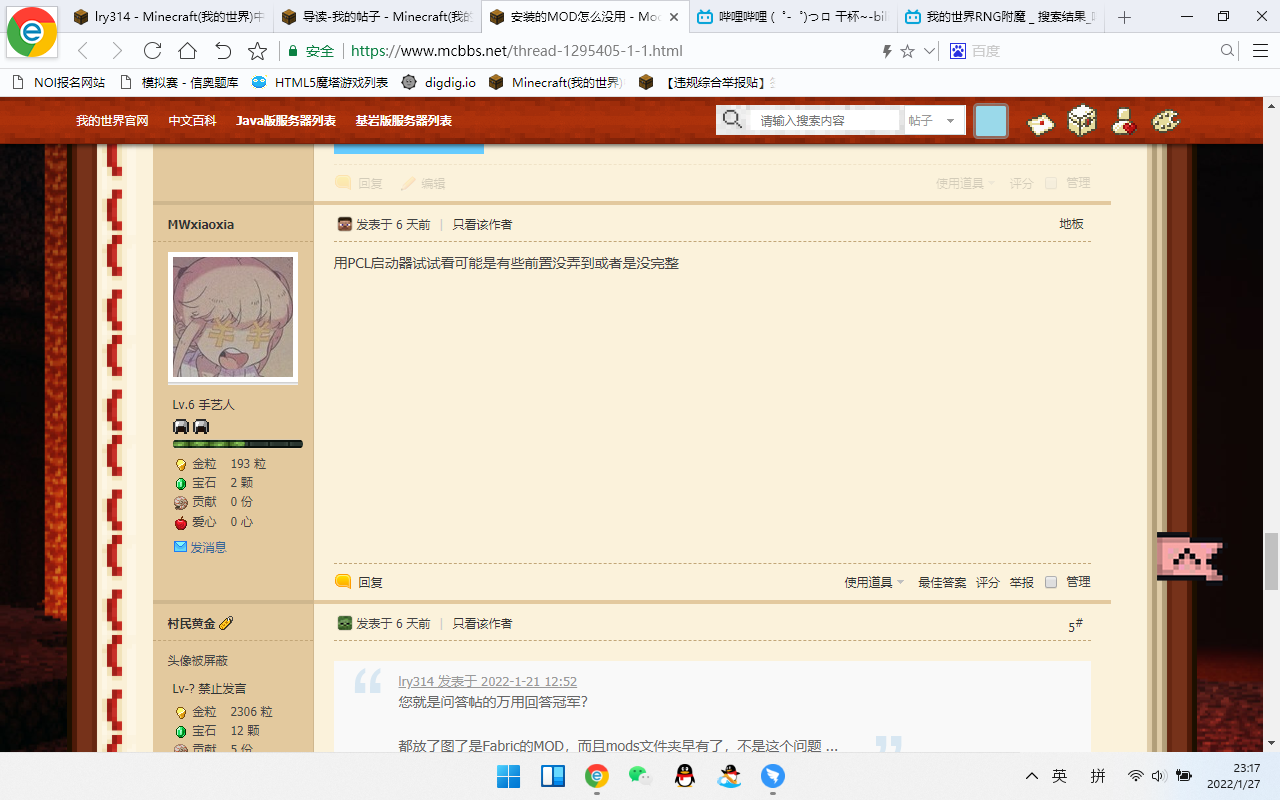 lry314 - Minecraft(我的世界)中
导读-我的帖子 - Minecraft(我的
安装的MOD怎么没用 - Mod
哔哩哔哩 ( ゜- ゜)つロ 干杯~-bil
我的世界RNG附魔 _ 搜索结果_
安全
https://www.mcbbs.net/thread-1295405-1-1.html
百度
NOI报名网站
模拟赛 - 信奥题库
HTML5魔塔游戏列表
digdig.io
Minecraft(我的世界)
【违规综合举报贴】
我的世界官网
中文百科
Java版服务器列表
基岩版服务器列表
请输入搜索内容
帖子
回复
编辑
使用道具
评分
管理
MWxiaoxia
发表于 6 天前 | 只看该作者
地板
用PCL启动器试试看可能是有些前置没弄到或者是没完整
Lv.6 手艺人
金粒 193 粒
宝石 2 颗
贡献 0 份
爱心 0 心
发消息
回复
使用道具
最佳答案
评分
举报
管理
村民黄金
发表于 6 天前 | 只看该作者
5#
头像被屏蔽
Lv-? 禁止发言
金粒 2306 粒
宝石 12 颗
贡献 5 份
lry314 发表于 2022-1-21 12:52
您就是问答帖的万用回答冠军？
都放了图了是Fabric的MOD，而且mods文件夹早有了，不是这个问题 ...
英
拼
23:17
2022/1/27